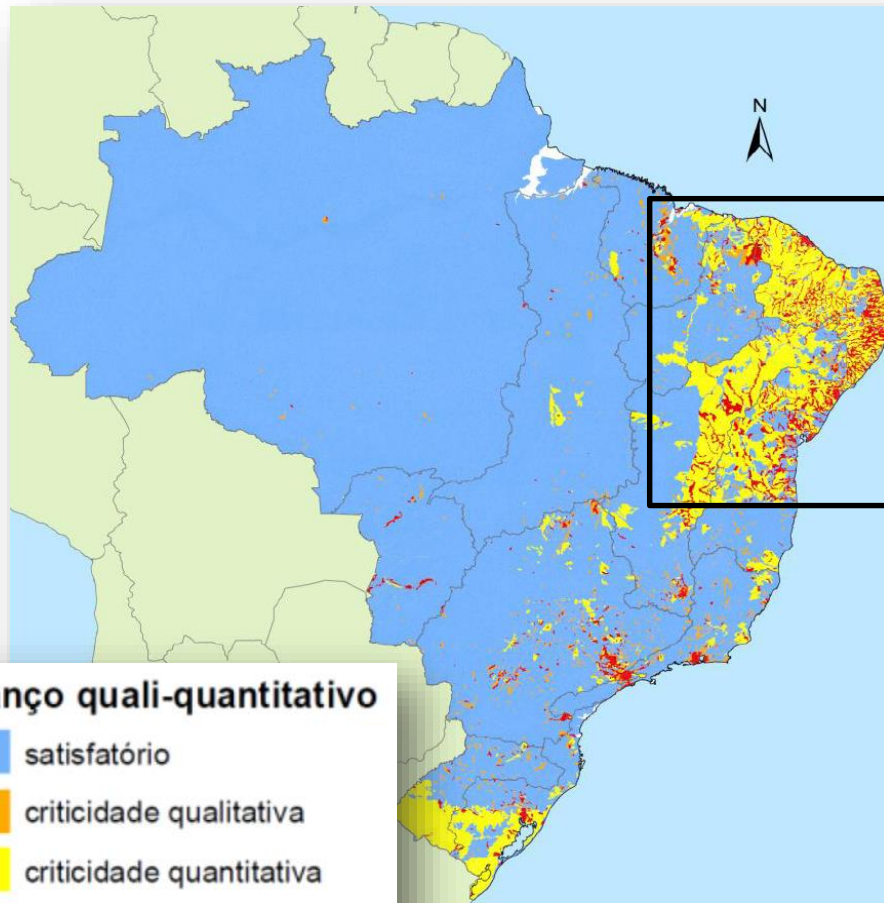 N
nço quali-quantitativo
satisfatório
criticidade qualitativa
criticidade quantitativa